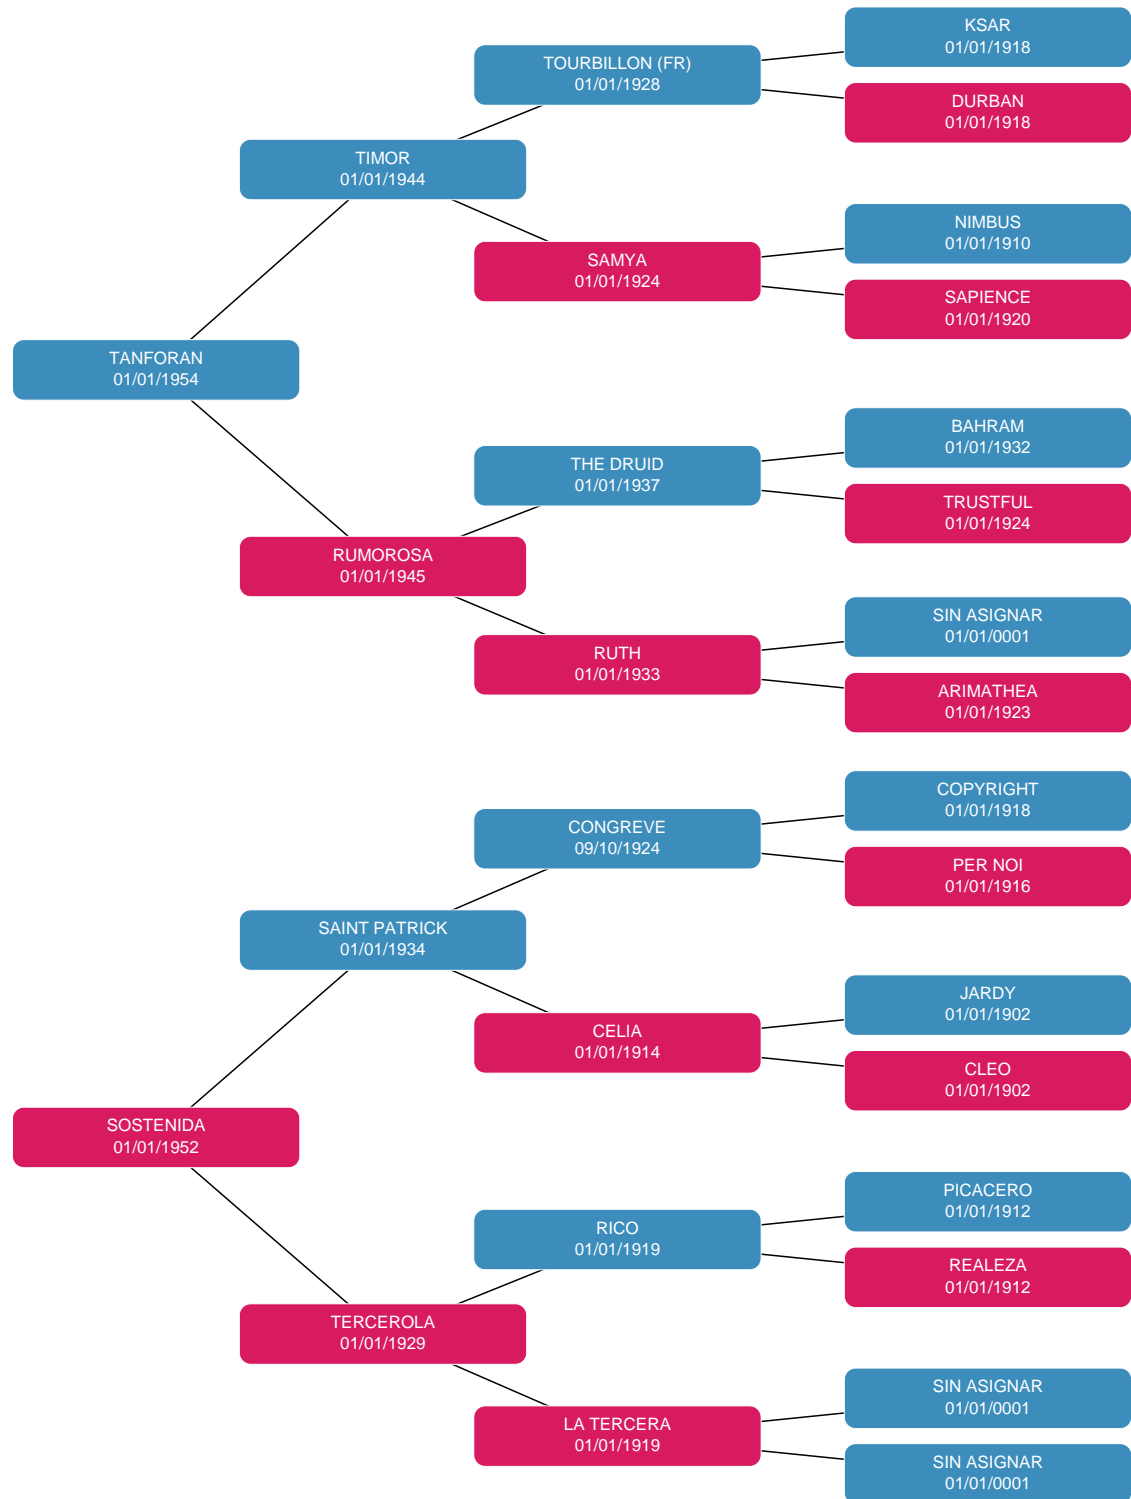 KSAR
01/01/1918
TOURBILLON (FR)
01/01/1928
DURBAN
01/01/1918
TIMOR
01/01/1944
NIMBUS
01/01/1910
SAMYA
01/01/1924
SAPIENCE
01/01/1920
TANFORAN
01/01/1954
BAHRAM
01/01/1932
THE DRUID
01/01/1937
TRUSTFUL
01/01/1924
RUMOROSA
01/01/1945
SIN ASIGNAR
01/01/0001
RUTH
01/01/1933
ARIMATHEA
01/01/1923
COPYRIGHT
01/01/1918
CONGREVE
09/10/1924
PER NOI
01/01/1916
SAINT PATRICK
01/01/1934
JARDY
01/01/1902
CELIA
01/01/1914
CLEO
01/01/1902
SOSTENIDA
01/01/1952
PICACERO
01/01/1912
RICO
01/01/1919
REALEZA
01/01/1912
TERCEROLA
01/01/1929
SIN ASIGNAR
01/01/0001
LA TERCERA
01/01/1919
SIN ASIGNAR
01/01/0001